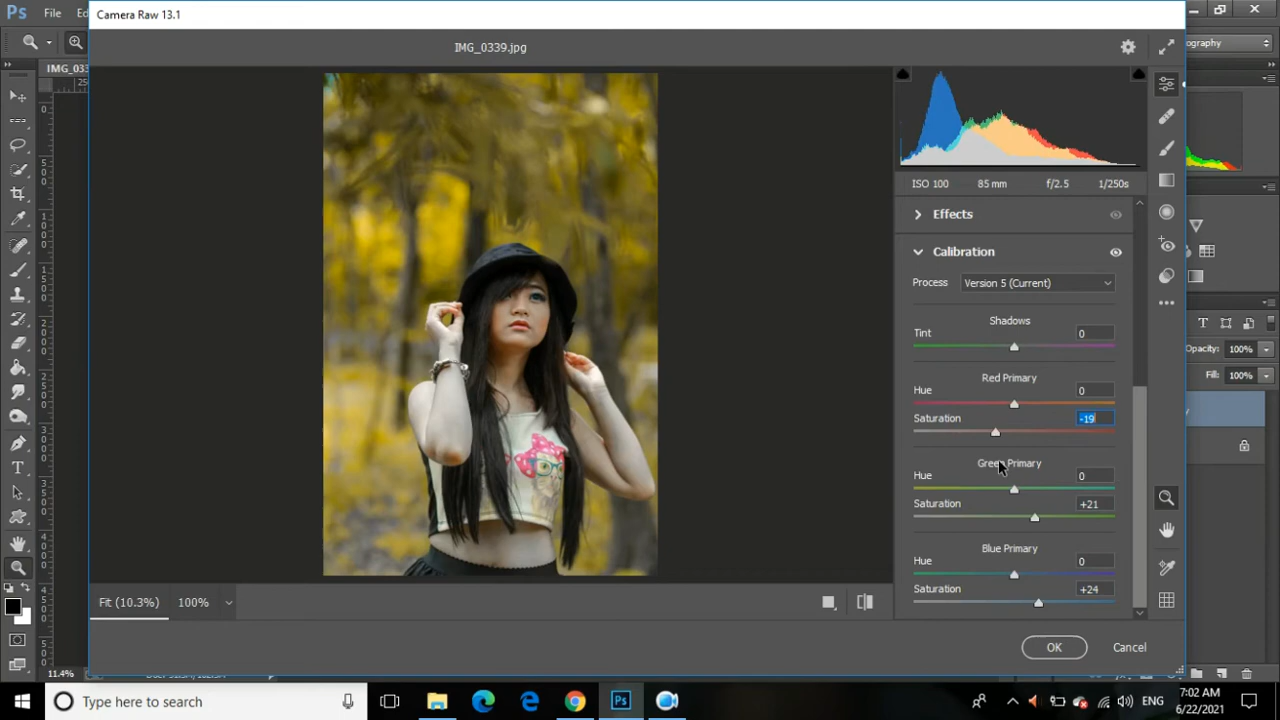 Ps File
Camera Raw 13.1
IMG_0339.jpg
IMG_033
ISO 100 85 mm f/2.5 1/250s
Effects
Calibration
Process Version 5 (Current)
Shadows
Tint 0
Red Primary
Hue 0
Saturation -19
Green Primary
Hue 0
Saturation +21
Blue Primary
Hue 0
Saturation +24
Opacity: 100%
Fill: 100%
Fit (10.3%) 100%
OK Cancel
11.4%
Type here to search
Ps
ENG
7:02 AM
6/22/2021